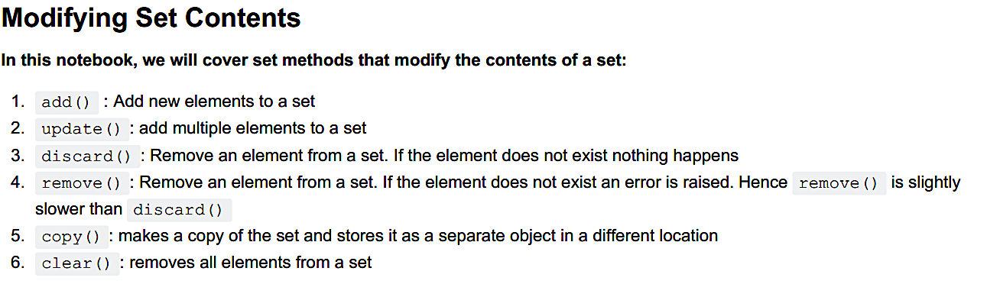 Modifying Set Contents
In this notebook, we will cover set methods that modify the contents of a set:
1. add() : Add new elements to a set
2. update() : add multiple elements to a set
3. discard() : Remove an element from a set. If the element does not exist nothing happens
4. remove() : Remove an element from a set. If the element does not exist an error is raised. Hence remove() is slightly
slower than discard()
5. copy() : makes a copy of the set and stores it as a separate object in a different location
6. clear() : removes all elements from a set